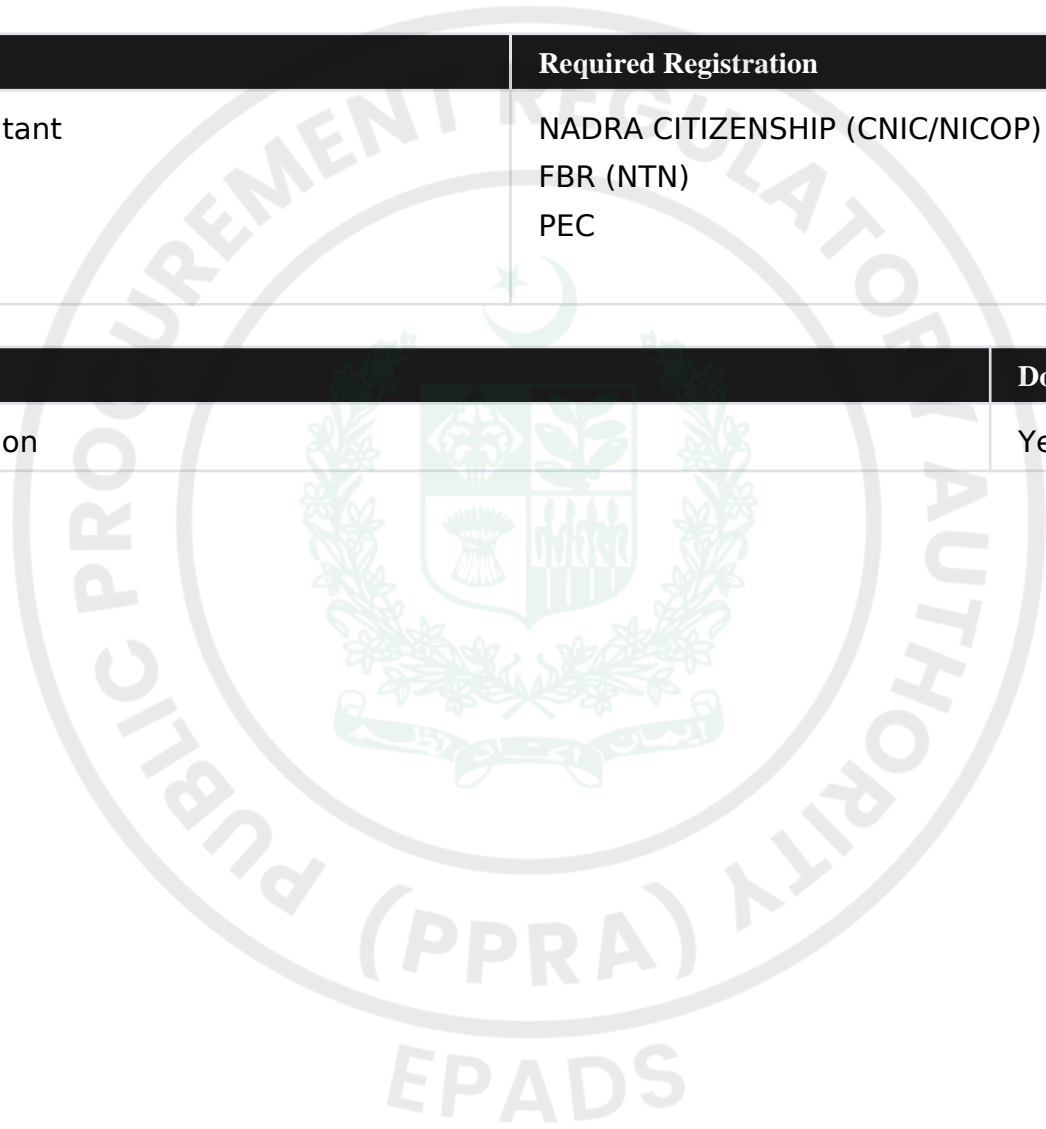 Required Registration
tant NADRA CITIZENSHIP (CNIC/NICOP)
FBR (NTN)
PEC
Do
on Ye
PUBLIC PROCUREMENT REGULATORY AUTHORITY
(PPRA)
EPADS